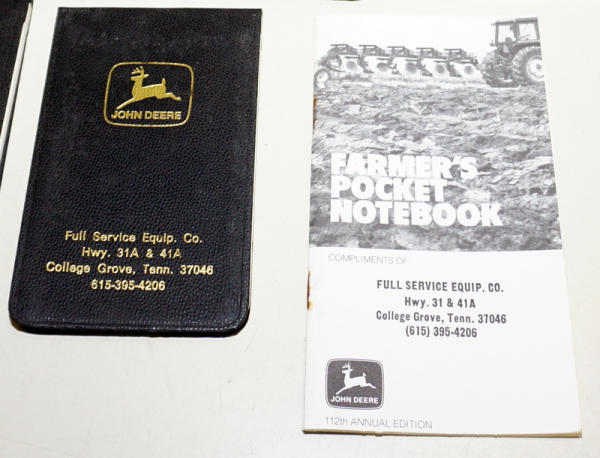 JOHN DEERE
Full Service Equip. Co.
Hwy. 31A & 41A
College Grove, Tenn. 37046
615-395-4206
FARMER'S
POCKET
NOTEBOOK
COMPLIMENTS OF:
FULL SERVICE EQUIP. CO.
Hwy. 31 & 41A
College Grove, Tenn. 37046
(615) 395-4206
JOHN DEERE
112th ANNUAL EDITION